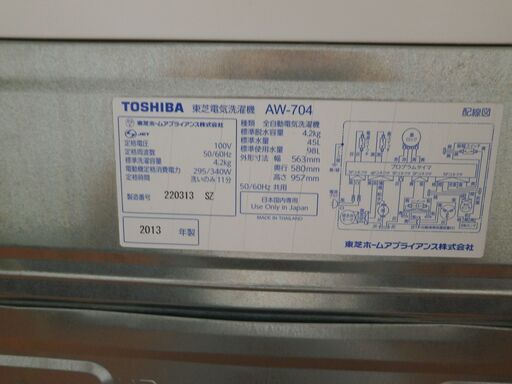 TOSHIBA 東芝電気洗濯機 AW-704 配線図
東芝ホームアプライアンス株式会社
JET
定格電圧 100V
定格周波数 50/60Hz
標準洗濯容量 4.2kg
電動機定格消費電力 295/340W
定格時間 洗いのみ11分
製造番号 220313 SZ
2013 年製
種類 全自動電気洗濯機
標準脱水容量 4.2kg
標準水量 45L
標準使用水量 98L
外形寸法 幅 563mm
奥行 580mm
高さ 957mm
50/60Hz 共用
日本国内専用
Use Only in Japan
MADE IN THAILAND
プログラムタイマ
東芝ホームアプライアンス株式会社